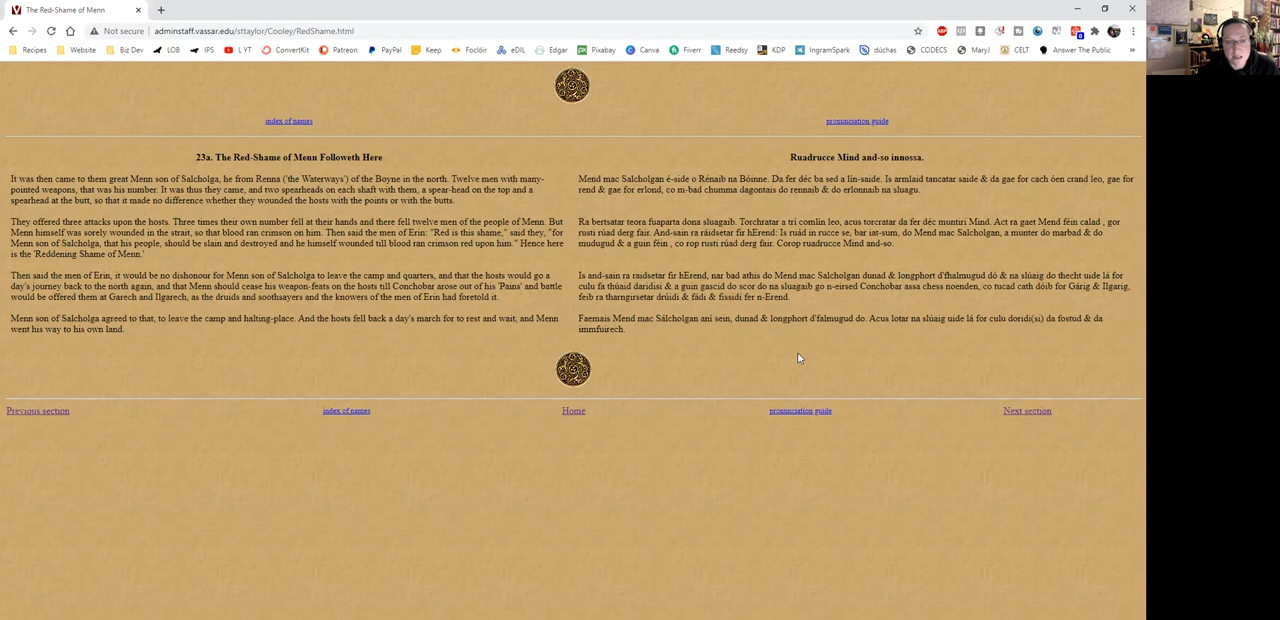 The Red-Shame of Menn
Not secure
adminstaff.vassar.edu/sttaylor/Cooley/RedShame.html
Recipes Website Biz Dev LOB IPS L YT ConvertKit Patreon PayPal Keep Foclóir eDIL Edgar Pixabay Canva Fiverr Reedsy KDP IngramSpark dúchas CODECS MaryJ CELT Answer The Public
index of names
pronunciation guide
23a. The Red-Shame of Menn Followeth Here
It was then came to them great Menn son of Salcholga, he from Renna ('the Waterways') of the Boyne in the north. Twelve men with many-
pointed weapons, that was his number. It was thus they came, and two spearheads on each shaft with them, a spear-head on the top and a
spearhead at the butt, so that it made no difference whether they wounded the hosts with the points or with the butts.
They offered three attacks upon the hosts. Three times their own number fell at their hands and there fell twelve men of the people of Menn. But
Menn himself was sorely wounded in the strait, so that blood ran crimson on him. Then said the men of Erin: "Red is this shame," said they, "for
Menn son of Salcholga, that his people, should be slain and destroyed and he himself wounded till blood ran crimson red upon him." Hence here
is the 'Reddening Shame of Menn.'
Then said the men of Erin, it would be no dishonour for Menn son of Salcholga to leave the camp and quarters, and that the hosts would go a
day's journey back to the north again, and that Menn should cease his weapon-feats on the hosts till Conchobar arose out of his 'Pains' and battle
would be offered them at Garech and Ilgarech, as the druids and soothsayers and the knowers of the men of Erin had foretold it.
Menn son of Salcholga agreed to that, to leave the camp and halting-place. And the hosts fell back a day's march for to rest and wait, and Menn
went his way to his own land.
Ruadrucce Mind and-so innossa.
Mend mac Salcholgan é-side o Rénaib na Bóinne. Da fer déc ba sed a lín-saide. Is armlaid tancatar saide & da gae for cach óen crand leo, gae for
rend & gae for erlond, co m-bad chumma dagontais do rennaib & do erlonnaib na sluagu.
Ra bertsatar teora fuaparta dona sluagaib. Torchratar a trí comlín leo, acus torcratar da fer déc muntiri Mind. Act ra gaet Mend féin calad , gor
rusti rúad derg fair. And-sain ra ráidsetar fir hErend: Is ruád in rucce se, bar iat-sum, do Mend mac Salcholgan, a munter do marbad & do
mudugud & a guin féin , co rop rusti rúad derg fair. Corop ruadrucce Mind and-so.
Is and-sain ra raidsetar fir hErend, nar bad athis do Mend mac Salcholgan dunad & longphort d'fhalmugud dó & na slúaig do thecht uide lá for
culu fa thúaid daridisi & a guin gascid do scor do na sluagaib go n-eirsed Conchobar assa chess noenden, co tucad cath dóib for Gárig & Ilgarig,
feib ra tharngirsetar drúidi & fádi & fissidi fer n-Erend.
Faemais Mend mac Sálcholgan aní sein, dunad & longphort d'falmugud do. Acus lotar na slúaig uide lá for culu doridi(si) da fostud & da
immfuirech.
Previous section
index of names
Home
pronunciation guide
Next section